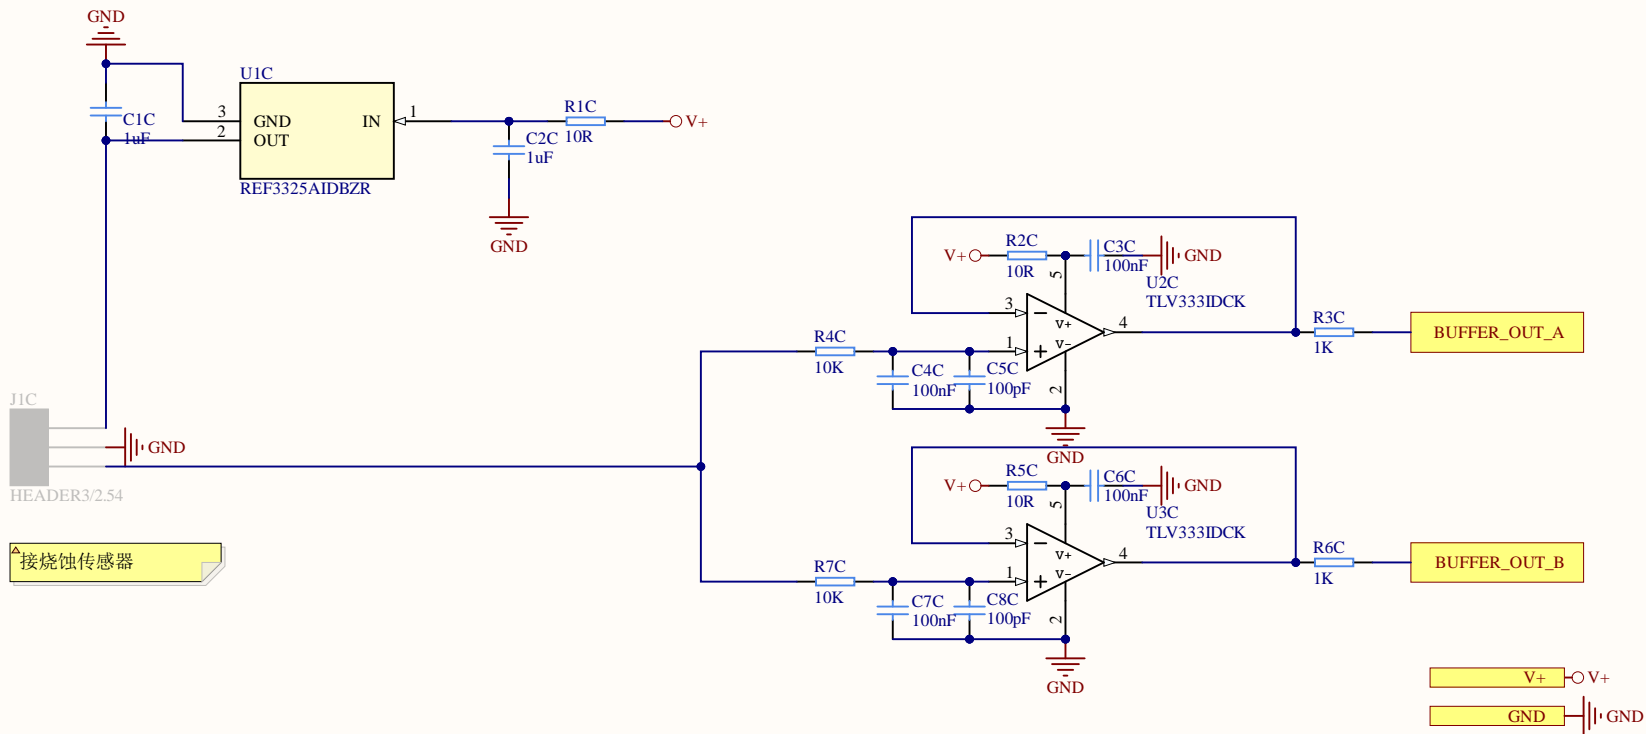 GND
U1C
3
GND
IN
1
2
OUT
C1C
1uF
REF3325AIDBZR
R1C
10R
V+
C2C
1uF
GND
V+
R2C
10R
C3C
100nF
GND
5
U2C
TLV333IDCK
3
V+
V-
4
1
2
R3C
1K
BUFFER_OUT_A
R4C
10K
C4C
100nF
C5C
100pF
GND
J1C
GND
HEADER3/2.54
V+
R5C
10R
C6C
100nF
GND
5
U3C
TLV333IDCK
3
V+
V-
4
1
2
R6C
1K
BUFFER_OUT_B
接烧蚀传感器
R7C
10K
C7C
100nF
C8C
100pF
GND
V+
V+
GND
GND